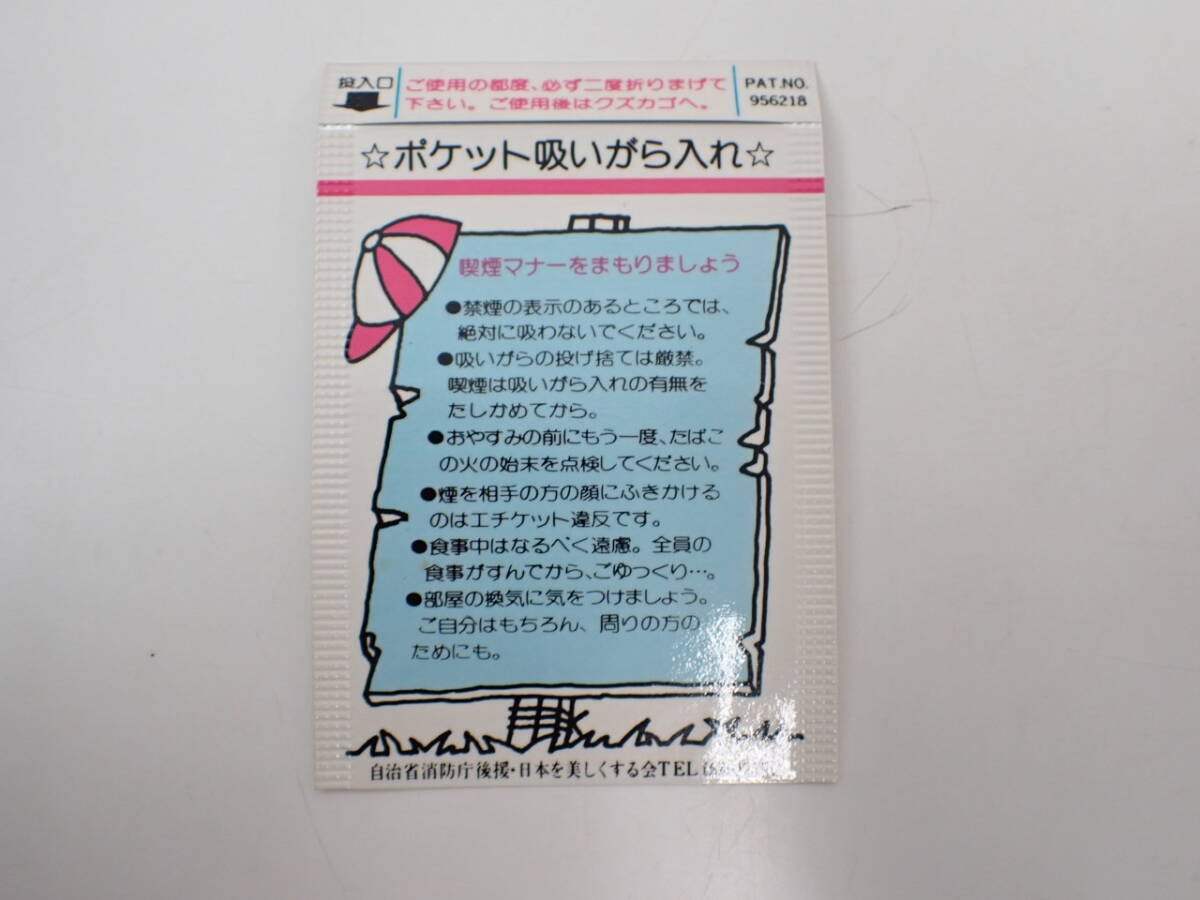 投入口
ご使用の都度、必ず二度折りまげて
下さい。ご使用後はクズカゴへ。
PAT.NO.
956218
☆ポケット吸いがら入れ☆
喫煙マナーをまもりましょう
●禁煙の表示のあるところでは、
絶対に吸わないでください。
●吸いがらの投げ捨ては厳禁。
喫煙は吸いがら入れの有無を
たしかめてから。
●おやすみの前にもう一度、たばこ
の火の始末を点検してください。
●煙を相手の方の顔にふきかける
のはエチケット違反です。
●食事中はなるべく遠慮。全員の
食事がすんでから、ごゆっくり…。
●部屋の換気に気をつけましょう。
ご自分はもちろん、周りの方の
ためにも。
自治省消防庁後援・日本を美しくする会TEL